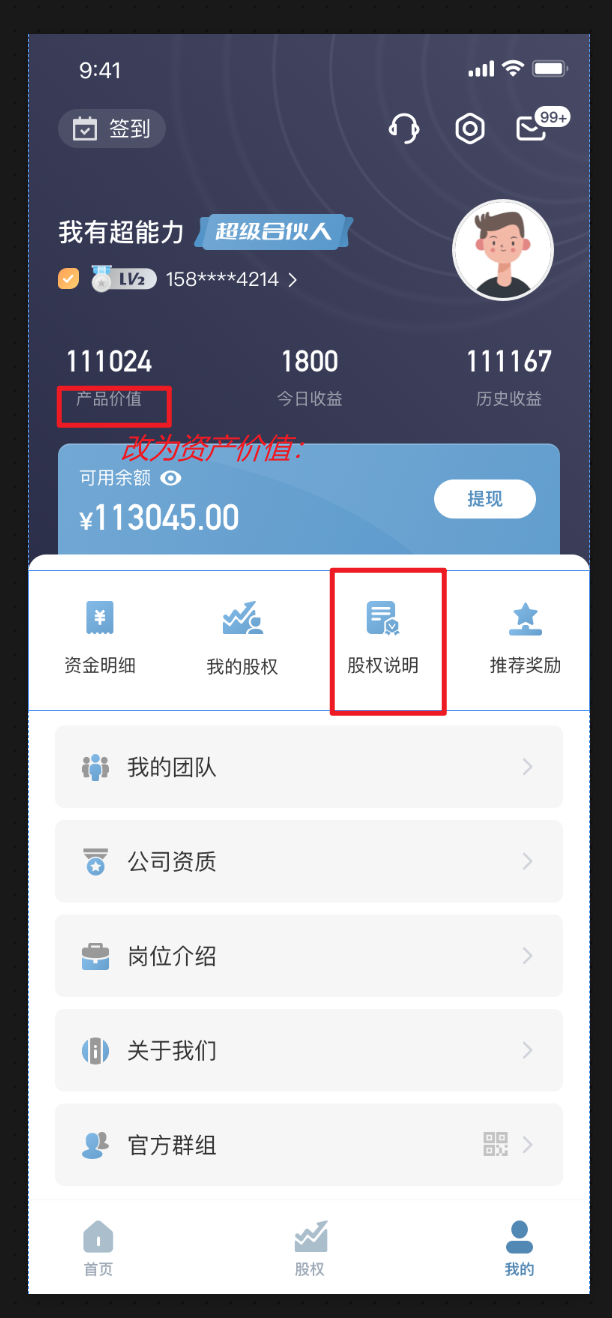 9:41
签到
99+
我有超能力 超级合伙人
LV2 158****4214
111024 1800 111167
产品价值 今日收益 历史收益
改为资产价值:
可用余额
¥113045.00
提现
资金明细 我的股权 股权说明 推荐奖励
我的团队
公司资质
岗位介绍
关于我们
官方群组
首页 股权 我的